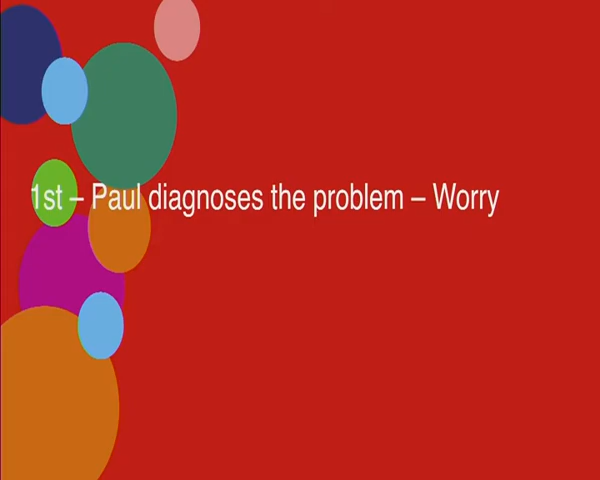 1st – Paul diagnoses the problem – Worry